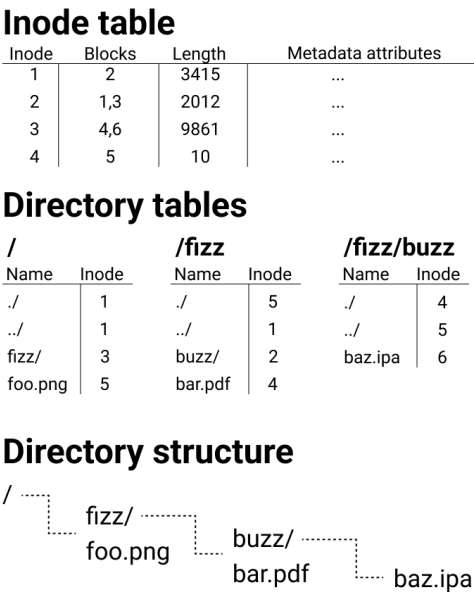 Inode table
Inode Blocks Length Metadata attributes
1 2 3415 ...
2 1,3 2012 ...
3 4,6 9861 ...
4 5 10 ...
Directory tables
/ /fizz /fizz/buzz
Name Inode Name Inode Name Inode
./ 1 ./ 5 ./ 4
../ 1 ../ 1 ../ 5
fizz/ 3 buzz/ 2 baz.ipa 6
foo.png 5 bar.pdf 4
Directory structure
/
fizz/
foo.png
buzz/
bar.pdf
baz.ipa